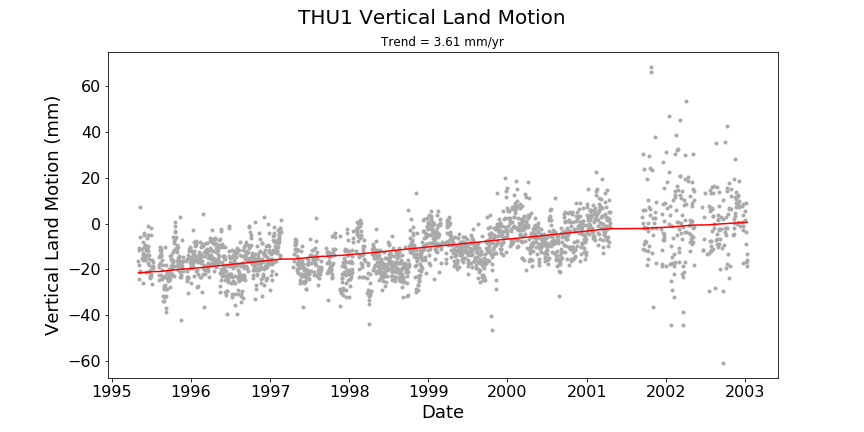 THU1 Vertical Land Motion
Trend = 3.61 mm/yr
Vertical Land Motion (mm)
60
40
20
0
−20
−40
−60
1995 1996 1997 1998 1999 2000 2001 2002 2003
Date